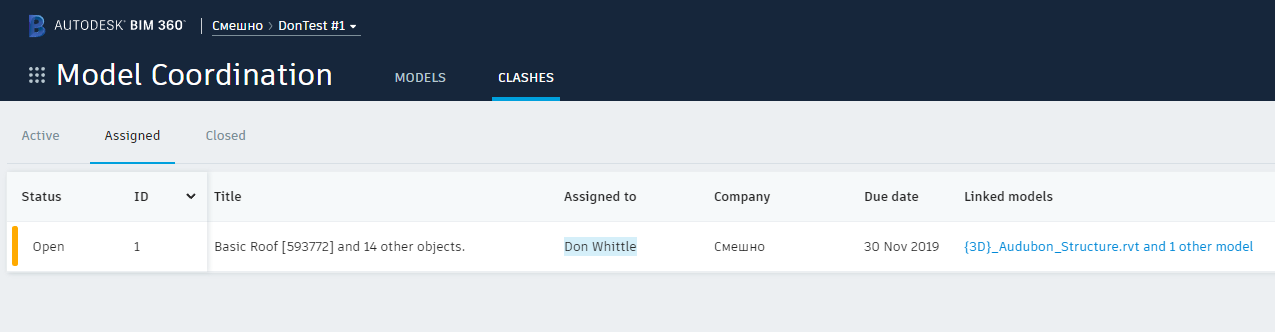 AUTODESK® BIM 360® Смешно > DonTest #1
Model Coordination MODELS CLASHES
Active Assigned Closed
Status ID Title Assigned to Company Due date Linked models
Open 1 Basic Roof [593772] and 14 other objects. Don Whittle Смешно 30 Nov 2019 {3D}_Audubon_Structure.rvt and 1 other model